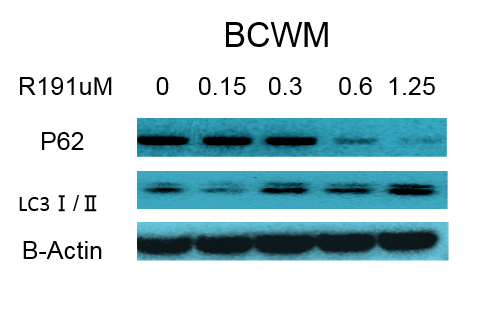 BCWM
R191uM 0 0.15 0.3 0.6 1.25
P62
LC3 Ⅰ/Ⅱ
B-Actin